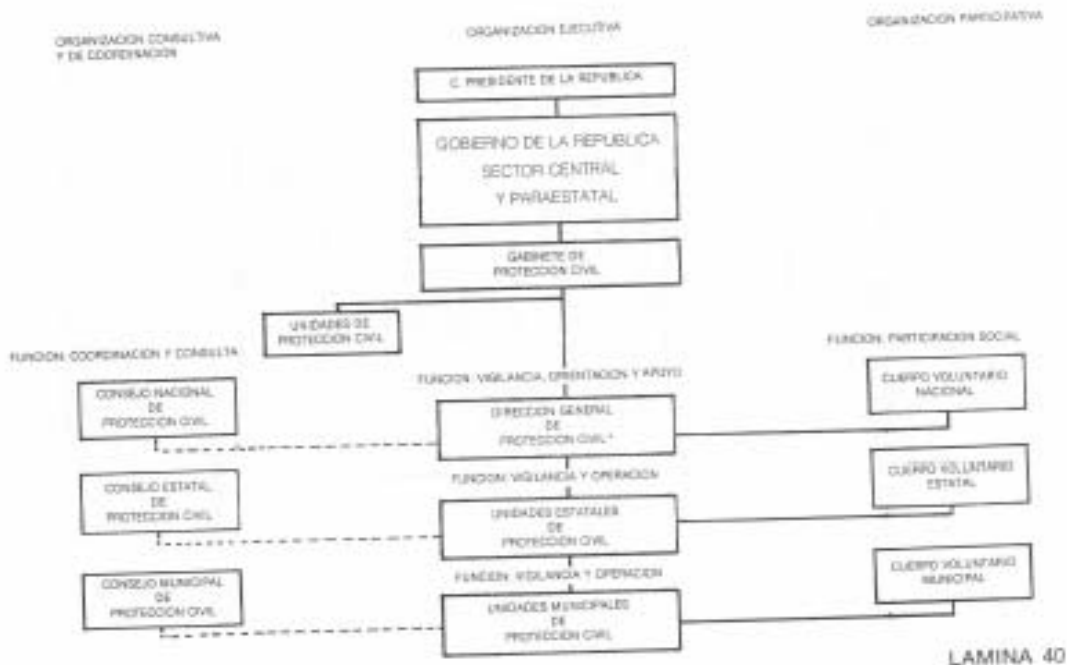 ORGANIZACION CONSULTIVA
Y DE COORDINACION
ORGANIZACION EJECUTIVA
ORGANIZACION PARTICIPATIVA
C. PRESIDENTE DE LA REPUBLICA
GOBIERNO DE LA REPUBLICA
SECTOR CENTRAL
Y PARAESTATAL
GABINETE DE
PROTECCION CIVIL
UNIDADES DE
PROTECCION CIVIL
FUNCION: COORDINACION Y CONSULTA
FUNCION: PARTICIPACION SOCIAL
FUNCION: VIGILANCIA, ORIENTACION Y APOYO
CONSEJO NACIONAL
DE
PROTECCION CIVIL
DIRECCION GENERAL
DE
PROTECCION CIVIL*
CUERPO VOLUNTARIO
NACIONAL
FUNCION: VIGILANCIA Y OPERACION
CONSEJO ESTATAL
DE
PROTECCION CIVIL
UNIDADES ESTATALES
DE
PROTECCION CIVIL
CUERPO VOLUNTARIO
ESTATAL
FUNCION: VIGILANCIA Y OPERACION
CONSEJO MUNICIPAL
DE
PROTECCION CIVIL
UNIDADES MUNICIPALES
DE
PROTECCION CIVIL
CUERPO VOLUNTARIO
MUNICIPAL
LAMINA 40